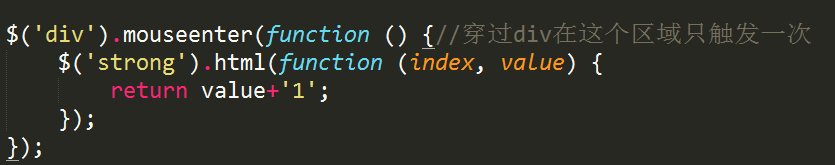 $('div').mouseenter(function () {//穿过div在这个区域只触发一次
    $('strong').html(function (index, value) {
        return value+'1';
    });
});